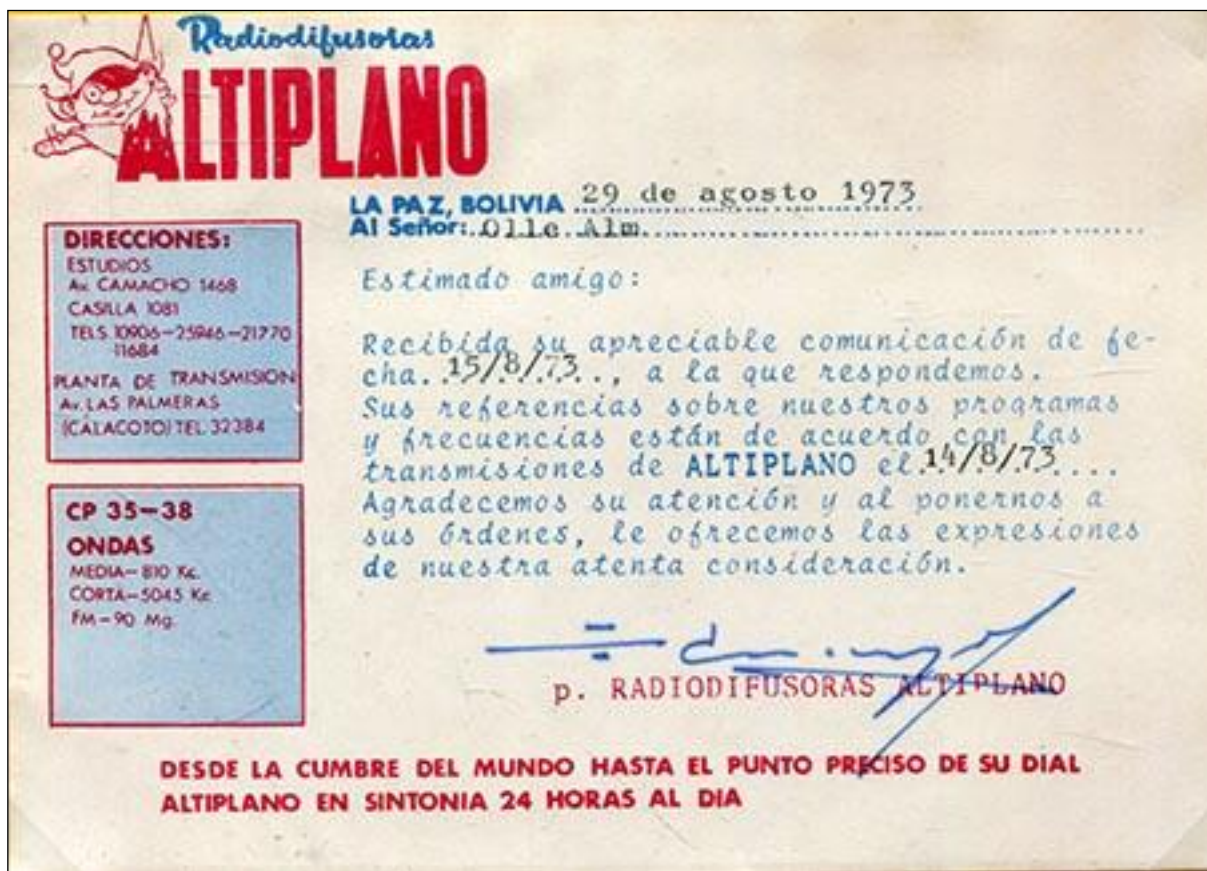 Radiodifusoras
ALTIPLANO
LA PAZ, BOLIVIA 29 de agosto 1973
Al Señor: Olle Alm
DIRECCIONES:
ESTUDIOS
Av. CAMACHO 1468
CASILLA 1081
TELS 10906-25946-21770
11684
PLANTA DE TRANSMISION
Av. LAS PALMERAS
(CALACOTO) TEL 32384
CP 35-38
ONDAS
MEDIA-810 Kc.
CORTA-5045 Kc.
FM-90 Mg.
Estimado amigo:
Recibida su apreciable comunicación de fe-
cha..15/8/73.., a la que respondemos.
Sus referencias sobre nuestros programas
y frecuencias están de acuerdo con las
transmisiones de ALTIPLANO el.14/8/73....
Agradecemos su atención y al ponernos a
sus órdenes, le ofrecemos las expresiones
de nuestra atenta consideración.
p. RADIODIFUSORAS ALTIPLANO
DESDE LA CUMBRE DEL MUNDO HASTA EL PUNTO PRECISO DE SU DIAL
ALTIPLANO EN SINTONIA 24 HORAS AL DIA